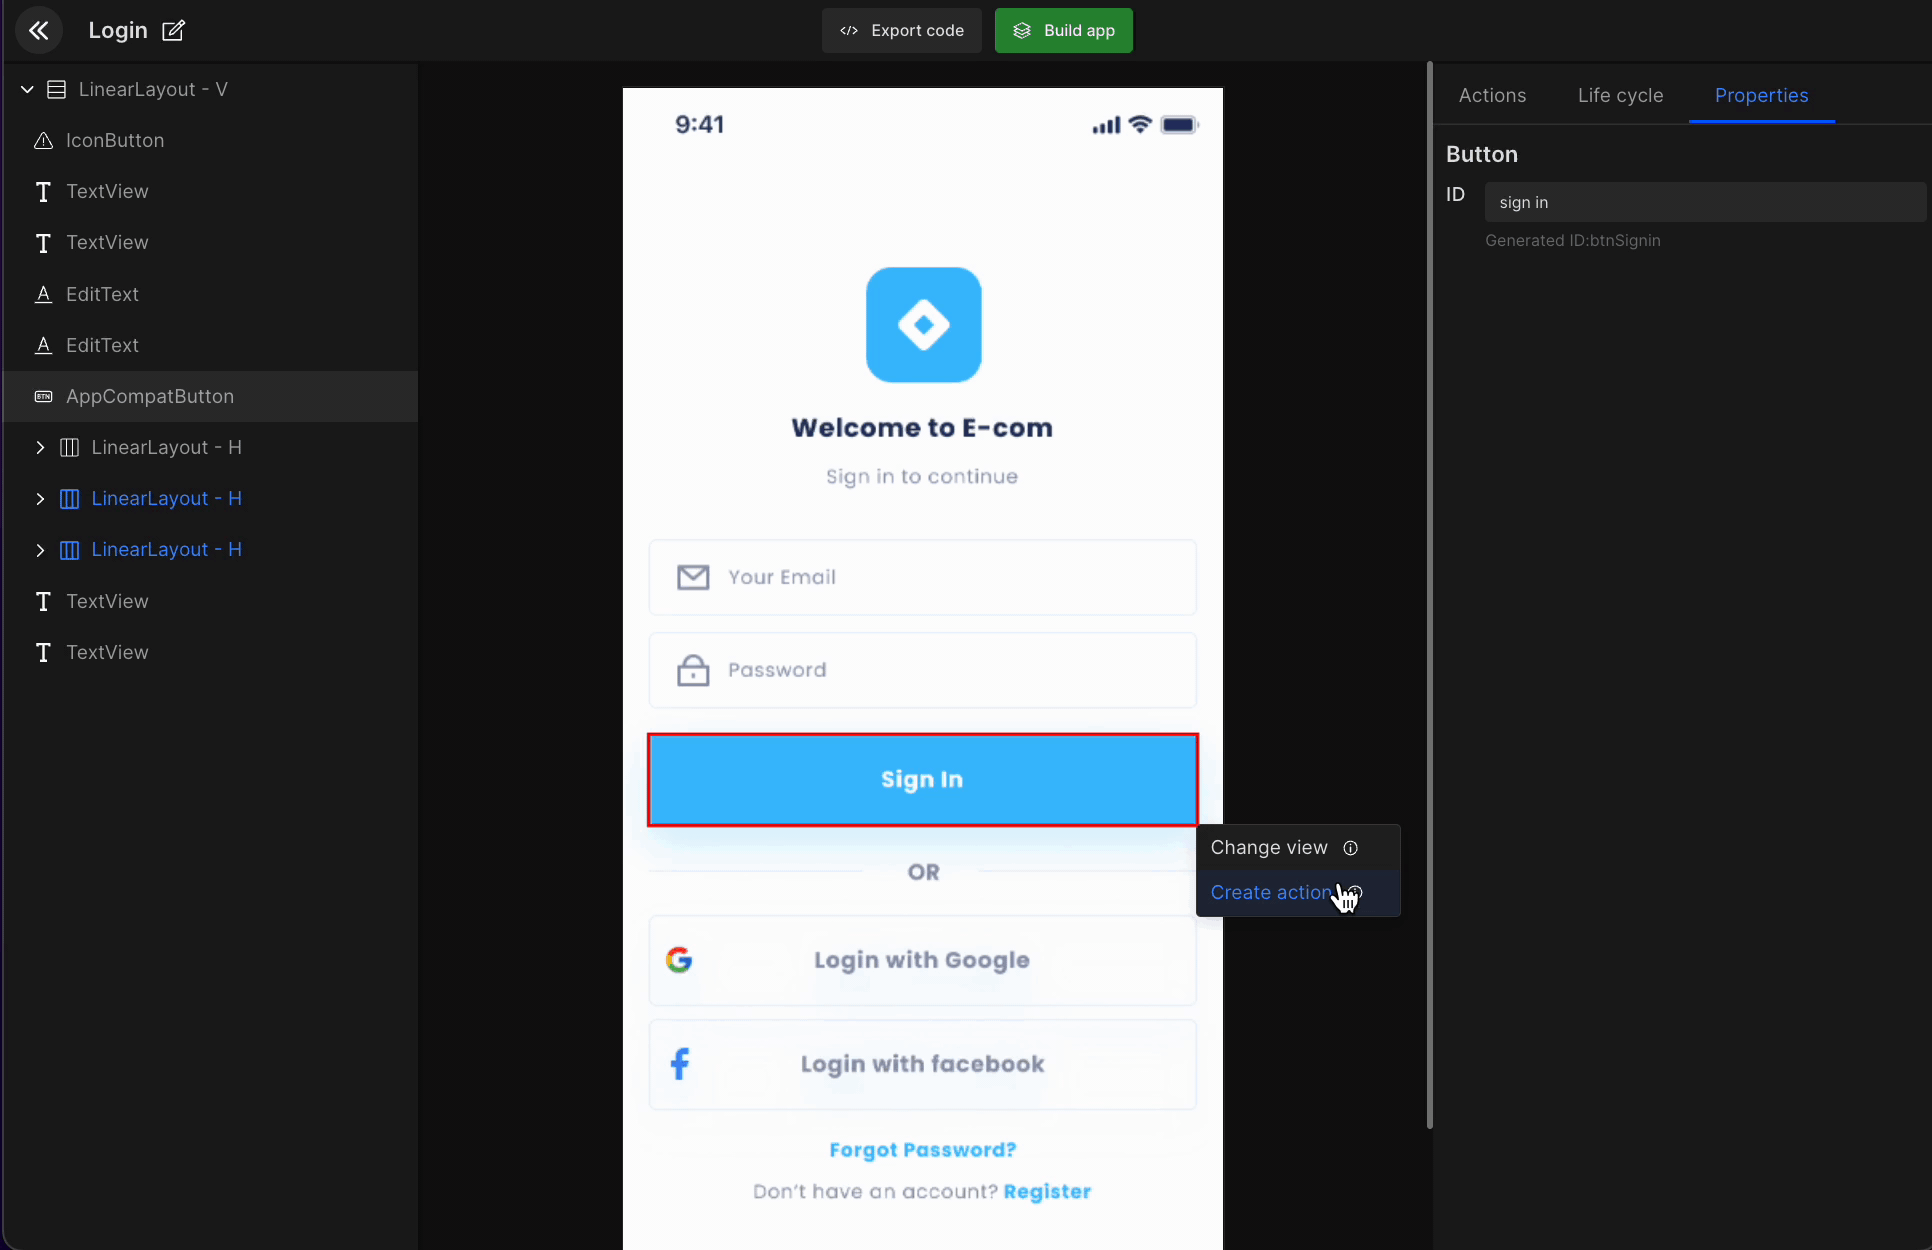 Login
Export code
Build app
LinearLayout - V
IconButton
TextView
TextView
EditText
EditText
BTN AppCompatButton
LinearLayout - H
LinearLayout - H
LinearLayout - H
TextView
TextView
9:41
Welcome to E-com
Sign in to continue
Your Email
Password
Sign In
OR
Login with Google
Login with facebook
Forgot Password?
Don't have an account? Register
Change view
Create action
Actions Life cycle Properties
Button
ID sign in
Generated ID:btnSignin